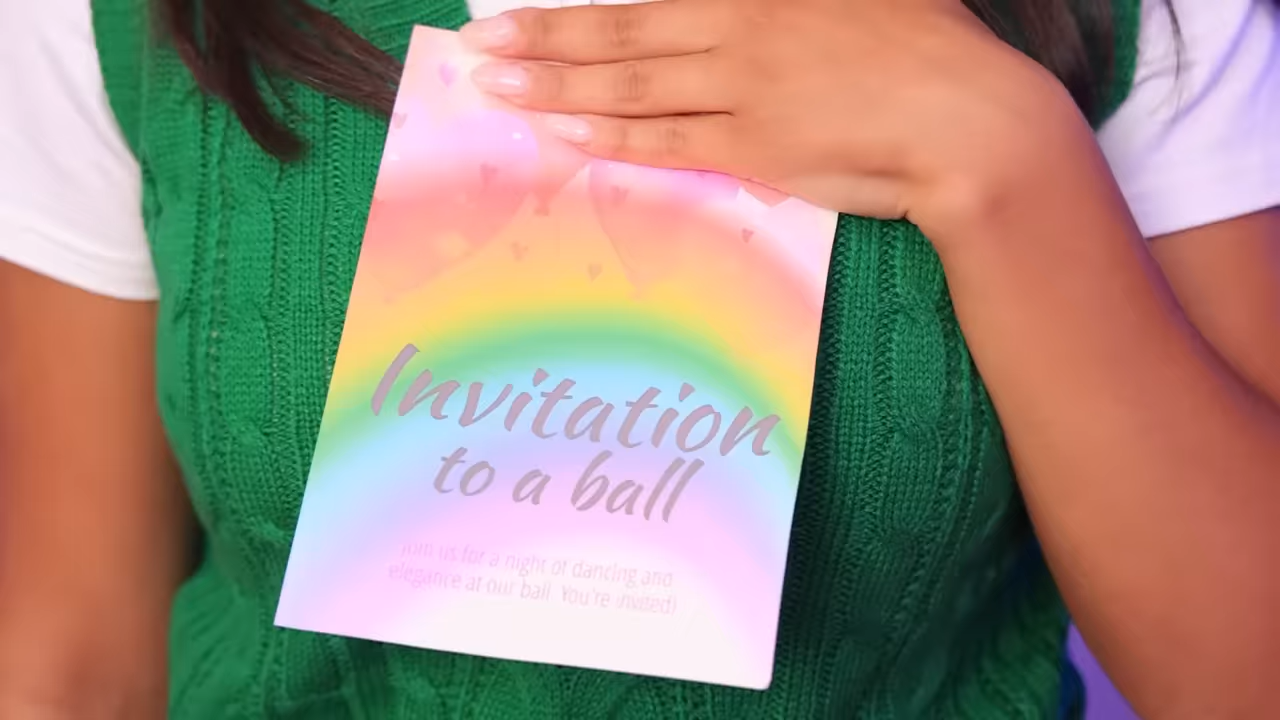 Invitation
to a ball
Join us for a night of dancing and
elegance at our ball. You're invited!